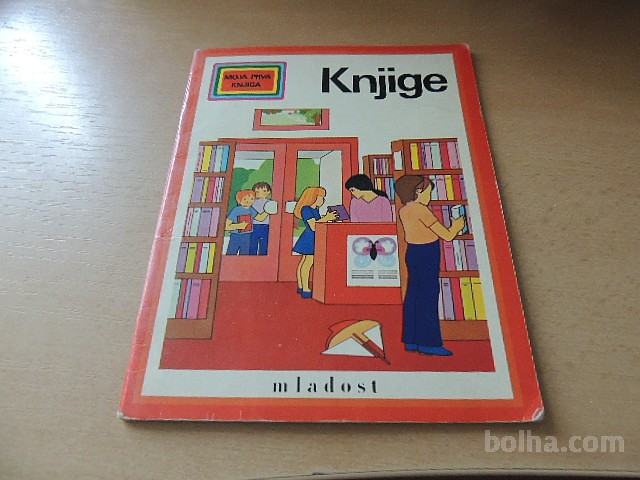 MOJA PRVA
KNJIGA
Knjige
mladost
bolha.com